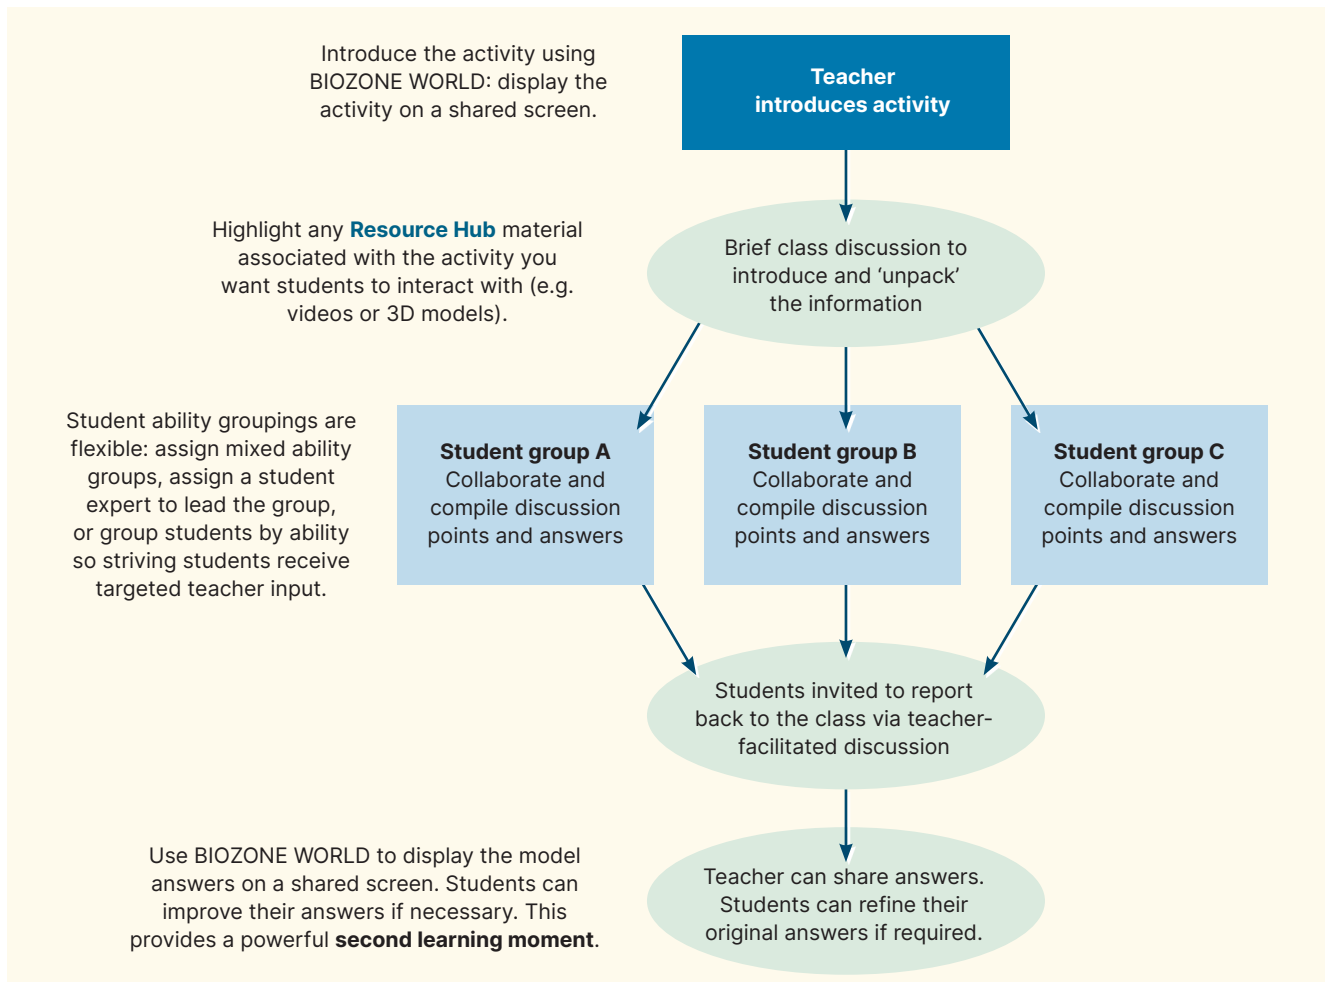 Introduce the activity using
BIOZONE WORLD: display the
activity on a shared screen.
Teacher
introduces activity
Highlight any Resource Hub material
associated with the activity you
want students to interact with (e.g.
videos or 3D models).
Brief class discussion to
introduce and ‘unpack’
the information
Student ability groupings are
flexible: assign mixed ability
groups, assign a student
expert to lead the group,
or group students by ability
so striving students receive
targeted teacher input.
Student group A
Collaborate and
compile discussion
points and answers
Student group B
Collaborate and
compile discussion
points and answers
Student group C
Collaborate and
compile discussion
points and answers
Students invited to report
back to the class via teacher-
facilitated discussion
Use BIOZONE WORLD to display the model
answers on a shared screen. Students can
improve their answers if necessary. This
provides a powerful second learning moment.
Teacher can share answers.
Students can refine their
original answers if required.